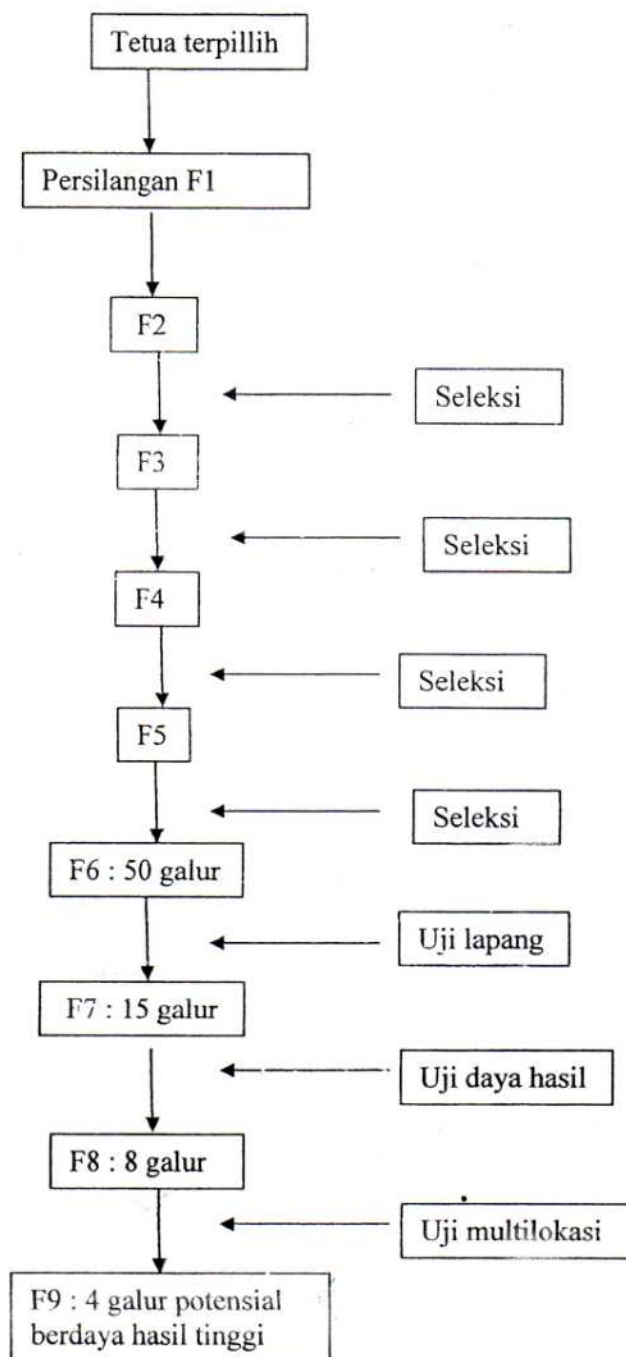 Tetua terpillih
Persilangan F1
F2
Seleksi
F3
Seleksi
F4
Seleksi
F5
Seleksi
F6 : 50 galur
Uji lapang
F7 : 15 galur
Uji daya hasil
F8 : 8 galur
Uji multilokasi
F9 : 4 galur potensial
berdaya hasil tinggi